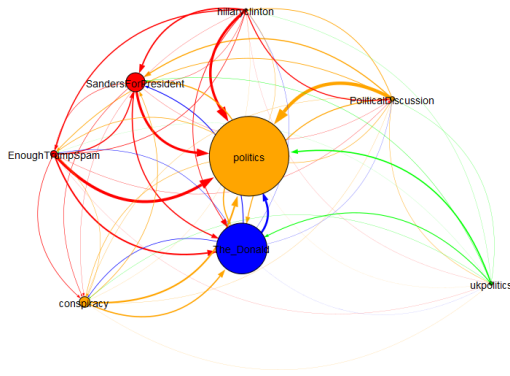 hillaryclinton
SandersForPresident
PoliticalDiscussion
EnoughTrumpSpam
politics
The_Donald
ukpolitics
conspiracy